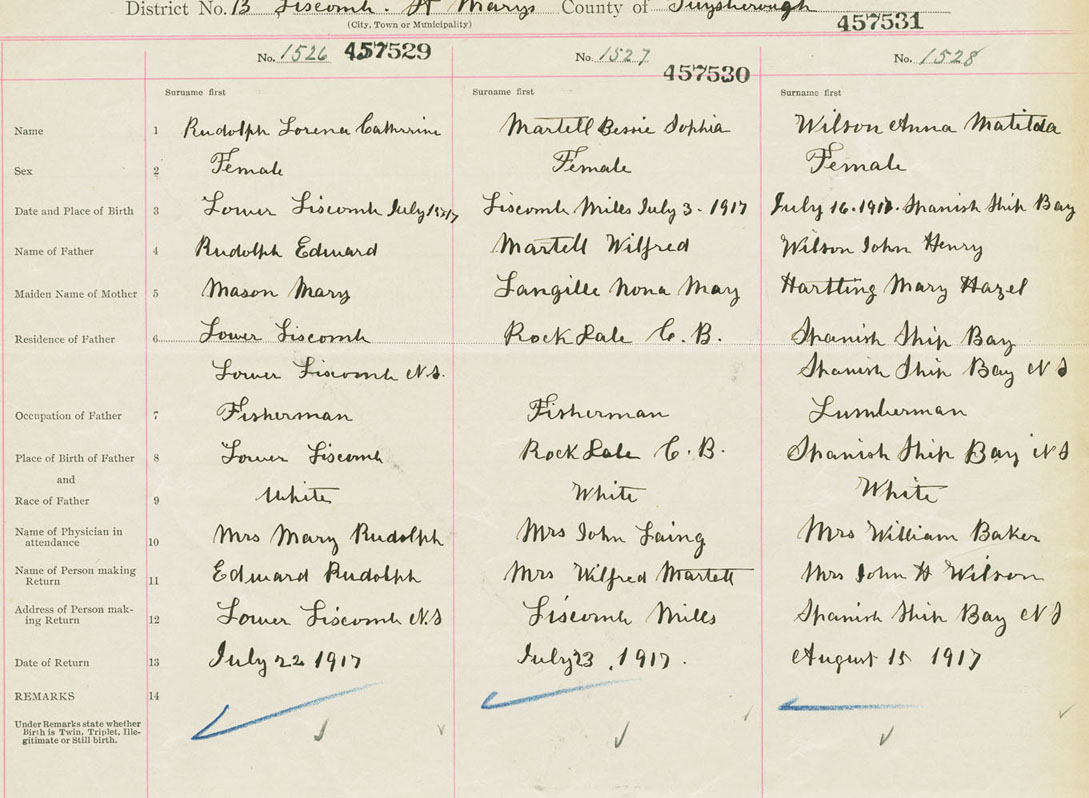 District No. 13 Liscomb. St Marys County of Guysborough
(City, Town or Municipality)
457531
No. 1526 457529 No. 1527 457530 No. 1528
Surname first Surname first Surname first
Name 1 Rudolph Lorena Catherine Martell Bessie Sophia Wilson Anna Matilda
Sex 2 Female Female Female
Date and Place of Birth 3 Lower Liscomb July Liscomb Mills July 3. 1917 July 16. 1917. Spanish Ship Bay
Name of Father 4 Rudolph Edward Martell Wilfred Wilson John Henry
Maiden Name of Mother 5 Mason Mary Langille Nona Mary Hartling Mary Hazel
Residence of Father 6 Lower Liscomb Rock Dale C. B. Spanish Ship Bay
Lower Liscomb N.S. Spanish Ship Bay N S
Occupation of Father 7 Fisherman Fisherman Lumberman
Place of Birth of Father 8 Lower Liscomb Rock Dale C. B. Spanish Ship Bay N S
and
Race of Father 9 White White White
Name of Physician in
attendance 10 Mrs Mary Rudolph Mrs John Laing Mrs William Baker
Name of Person making
Return 11 Edward Rudolph Mrs Wilfred Martell Mrs John H Wilson
Address of Person mak-
ing Return 12 Lower Liscomb N.S Liscomb Mills Spanish Ship Bay N S
Date of Return 13 July 22 1917 July 23, 1917. August 15 1917
REMARKS 14
Under Remarks state whether
Birth is Twin, Triplet, Ille-
gitimate or Still birth.